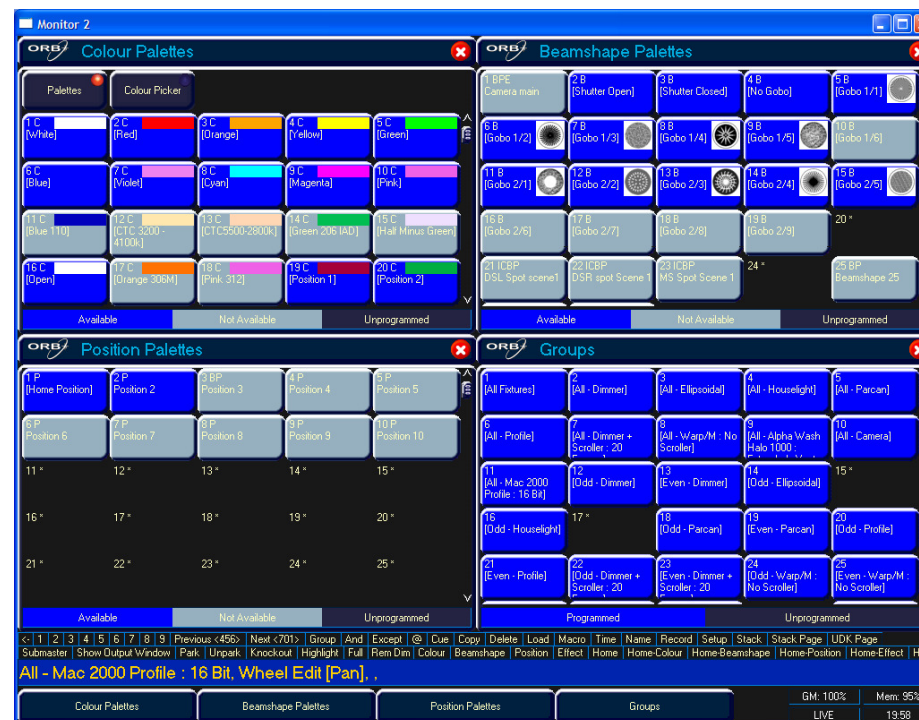 Monitor 2
ORB Colour Palettes
Palettes
Colour Picker
1 C
[White]
2 C
[Red]
3 C
[Orange]
4 C
[Yellow]
5 C
[Green]
6 C
[Blue]
7 C
[Violet]
8 C
[Cyan]
9 C
[Magenta]
10 C
[Pink]
11 C
[Blue 110]
12 C
[CTC 3200 -
4100k]
13 C
[CTC5500-2800k]
14 C
[Green 206 IAD]
15 C
[Half Minus Green]
16 C
[Open]
17 C
[Orange 306M]
18 C
[Pink 312]
19 C
[Position 1]
20 C
[Position 2]
Available
Not Available
Unprogrammed
ORB Beamshape Palettes
1 BPE
Camera main
2 B
[Shutter Open]
3 B
[Shutter Closed]
4 B
[No Gobo]
5 B
[Gobo 1/1]
6 B
[Gobo 1/2]
7 B
[Gobo 1/3]
8 B
[Gobo 1/4]
9 B
[Gobo 1/5]
10 B
[Gobo 1/6]
11 B
[Gobo 2/1]
12 B
[Gobo 2/2]
13 B
[Gobo 2/3]
14 B
[Gobo 2/4]
15 B
[Gobo 2/5]
16 B
[Gobo 2/6]
17 B
[Gobo 2/7]
18 B
[Gobo 2/8]
19 B
[Gobo 2/9]
20 *
21 ICBP
DSL Spot scene1
22 ICBP
DSR spot Scene 1
23 ICBP
MS Spot Scene 1
24 *
25 BP
Beamshape 25
Available
Not Available
Unprogrammed
ORB Position Palettes
1 P
[Home Position]
2 P
Position 2
3 BP
Position 3
4 P
Position 4
5 P
Position 5
6 P
Position 6
7 P
Position 7
8 P
Position 8
9 P
Position 9
10 P
Position 10
11 *
12 *
13 *
14 *
15 *
16 *
17 *
18 *
19 *
20 *
21 *
22 *
23 *
24 *
25 *
Available
Not Available
Unprogrammed
ORB Groups
1
[All Fixtures]
2
[All - Dimmer]
3
[All - Ellipsoidal]
4
[All - Houselight]
5
[All - Parcan]
6
[All - Profile]
7
[All - Dimmer +
Scroller : 20
8
[All - Warp/M : No
Scroller]
9
[All - Alpha Wash
Halo 1000 :
10
[All - Camera]
11
[All - Mac 2000
Profile : 16 Bit]
12
[Odd - Dimmer]
13
[Even - Dimmer]
14
[Odd - Ellipsoidal]
15 *
16
[Odd - Houselight]
17 *
18
[Odd - Parcan]
19
[Even - Parcan]
20
[Odd - Profile]
21
[Even - Profile]
22
[Odd - Dimmer +
Scroller : 20
23
[Even - Dimmer +
Scroller : 20
24
[Odd - Warp/M :
No Scroller]
25
[Even - Warp/M :
No Scroller]
Programmed
Unprogrammed
<- 1 2 3 4 5 6 7 8 9 Previous <456> Next <701> Group And Except @ Cue Copy Delete Load Macro Time Name Record Setup Stack Stack Page UDK Page
Submaster Show Output Window Park Unpark Knockout Highlight Full Rem Dim Colour Beamshape Position Effect Home Home-Colour Home-Beamshape Home-Position Home-Effect H
All - Mac 2000 Profile : 16 Bit, Wheel Edit [Pan], ,
Colour Palettes
Beamshape Palettes
Position Palettes
Groups
GM: 100%
Mem: 95%
LIVE
19:58